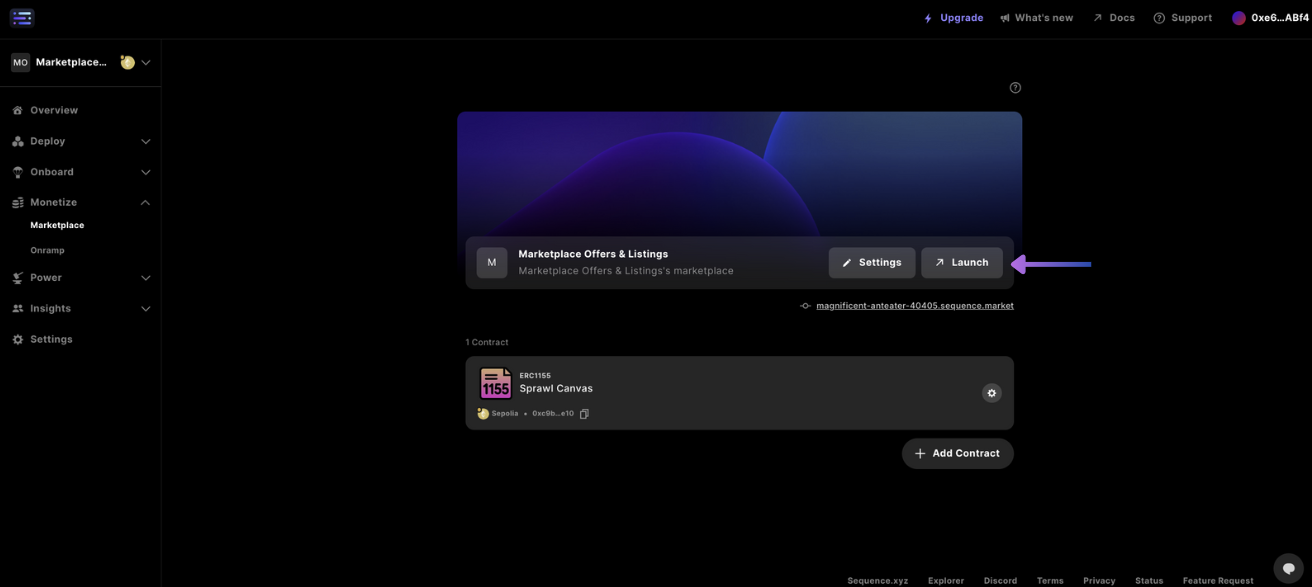 Upgrade What's new Docs Support 0xe6...ABf4
MO Marketplace...
Overview
Deploy
Onboard
Monetize
Marketplace
Onramp
Power
Insights
Settings
M
Marketplace Offers & Listings
Marketplace Offers & Listings's marketplace
Settings
Launch
magnificent-anteater-40405.sequence.market
1 Contract
1155
ERC1155
Sprawl Canvas
Sepolia • 0xc9b...e10
Add Contract
Sequence.xyz Explorer Discord Terms Privacy Status Feature Request